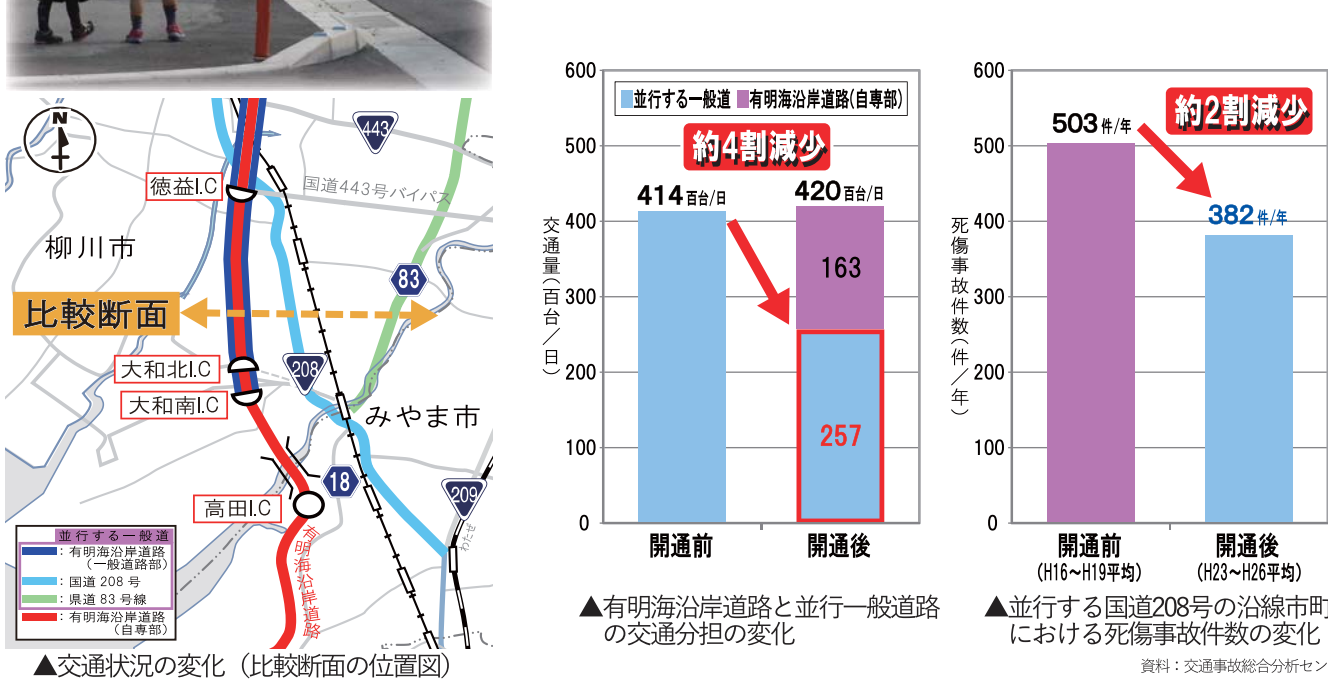 N
443
徳益I.C
国道443号バイパス
柳川市
83
比較断面
大和北I.C
208
大和南I.C
みやま市
18
高田I.C
209
わたせ
有明海沿岸道路
並行する一般道
：有明海沿岸道路
（一般道路部）
：国道208号
：県道83号線
：有明海沿岸道路
（自専部）
▲交通状況の変化（比較断面の位置図）
交通量（百台／日）
600
500
400
300
200
100
0
並行する一般道 有明海沿岸道路(自専部)
約4割減少
414百台/日
420百台/日
163
257
開通前
開通後
▲有明海沿岸道路と並行一般道路
の交通分担の変化
死傷事故件数（件／年）
600
500
400
300
200
100
0
約2割減少
503件/年
382件/年
開通前
(H16～H19平均)
開通後
(H23～H26平均)
▲並行する国道208号の沿線市町
における死傷事故件数の変化
資料：交通事故総合分析セン